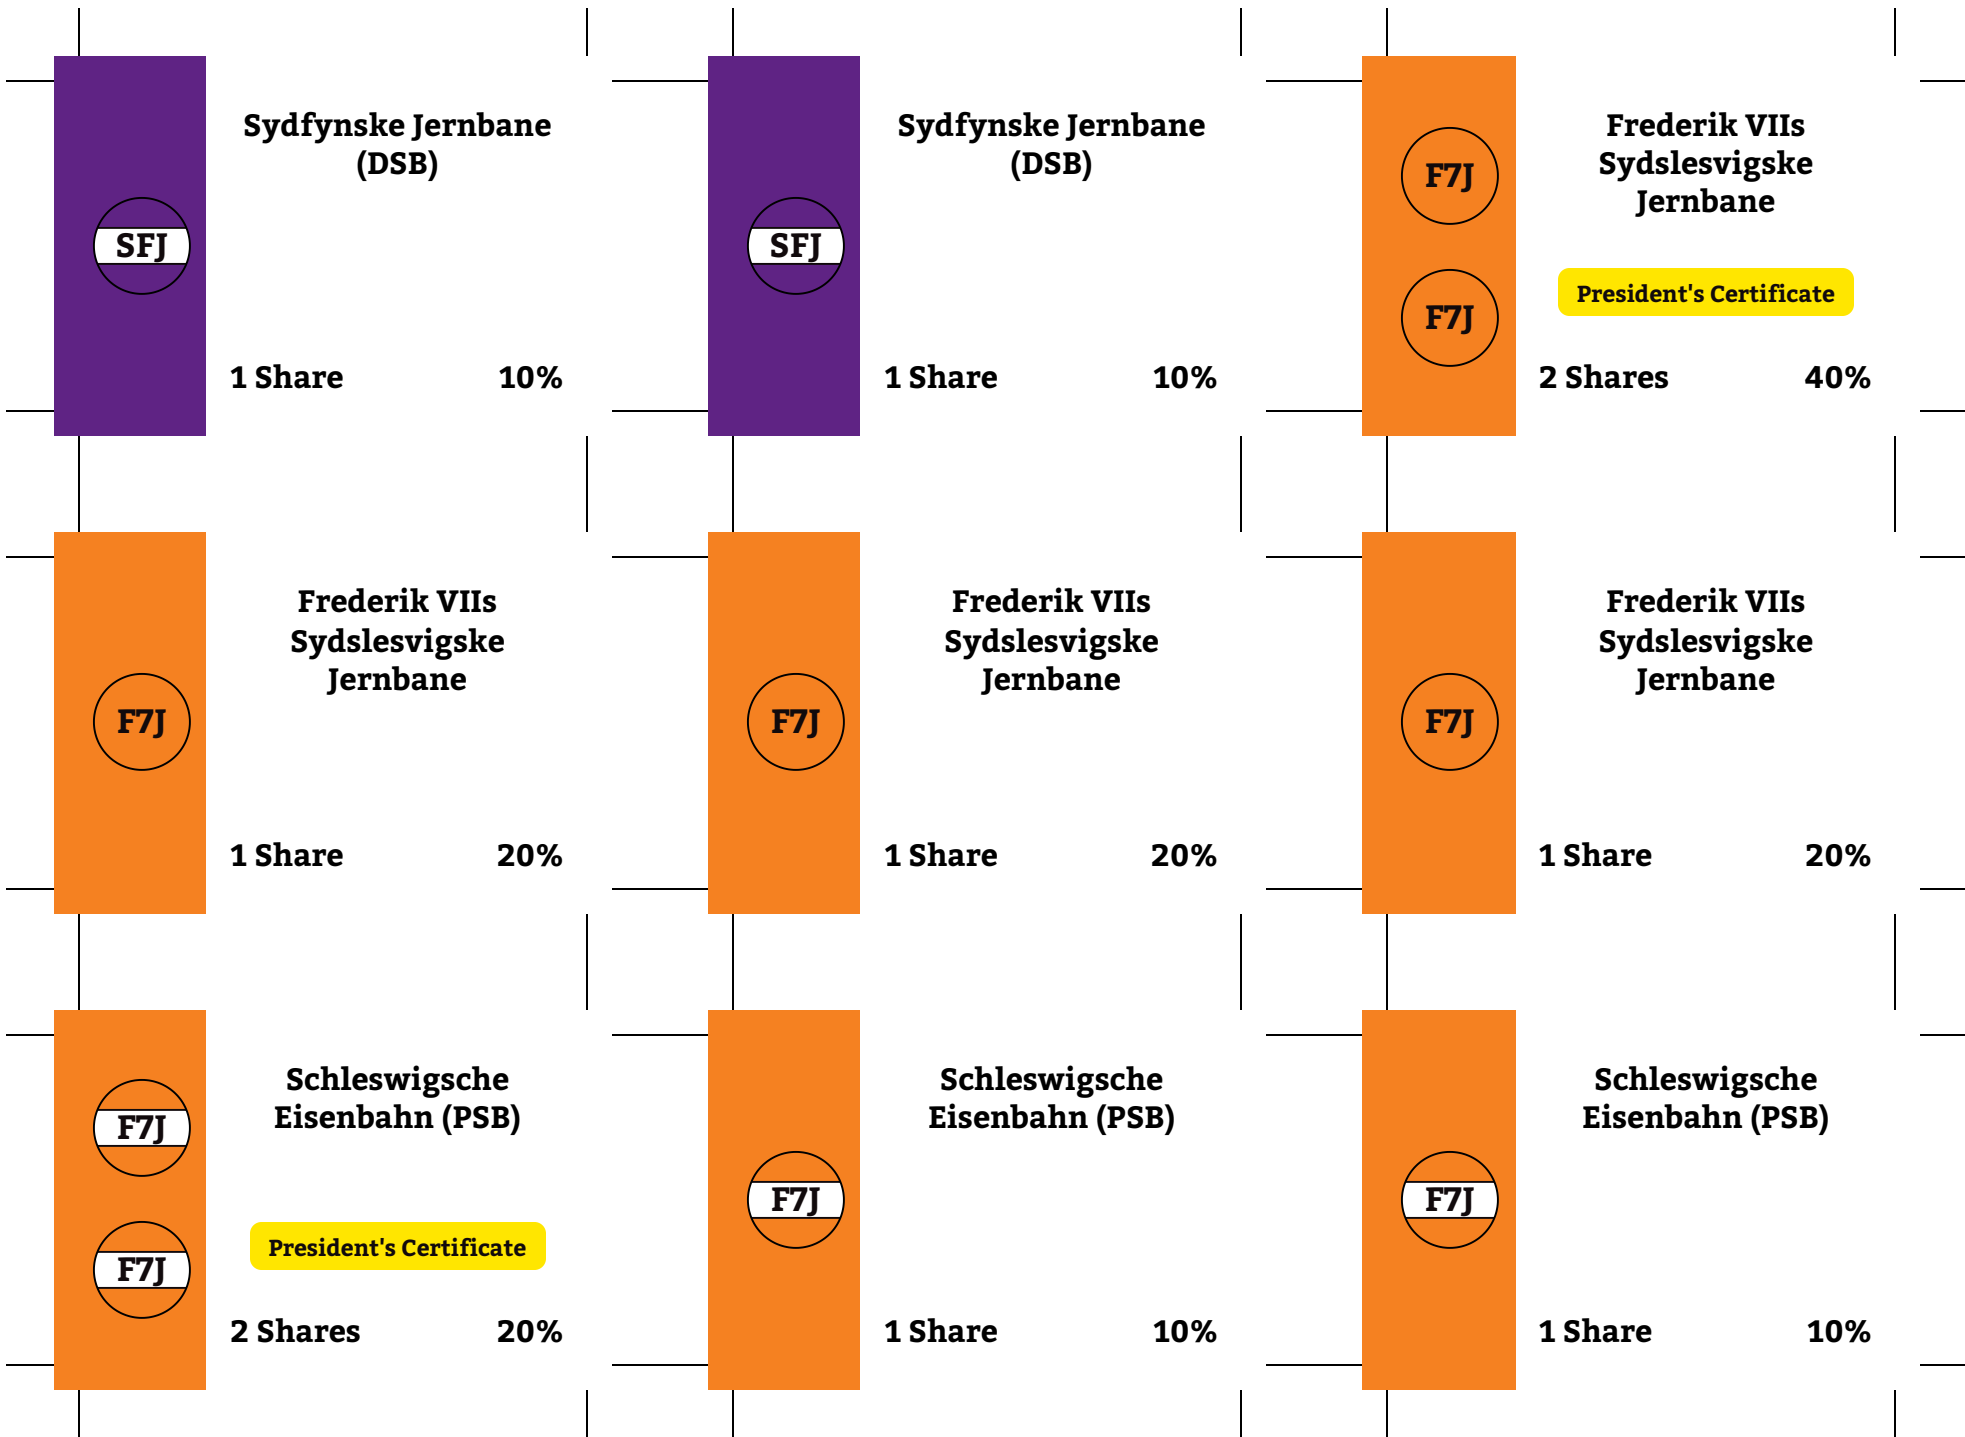 SFJ
Sydfynske Jernbane
(DSB)
1 Share 10%
SFJ
Sydfynske Jernbane
(DSB)
1 Share 10%
F7J
F7J
Frederik VIIs
Sydslesvigske
Jernbane
President's Certificate
2 Shares 40%
F7J
Frederik VIIs
Sydslesvigske
Jernbane
1 Share 20%
F7J
Frederik VIIs
Sydslesvigske
Jernbane
1 Share 20%
F7J
Frederik VIIs
Sydslesvigske
Jernbane
1 Share 20%
F7J
F7J
Schleswigsche
Eisenbahn (PSB)
President's Certificate
2 Shares 20%
F7J
Schleswigsche
Eisenbahn (PSB)
1 Share 10%
F7J
Schleswigsche
Eisenbahn (PSB)
1 Share 10%